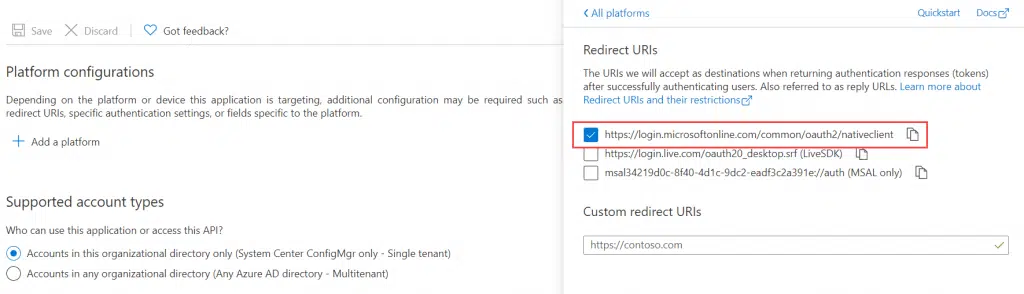 Save Discard Got feedback?
Platform configurations
Depending on the platform or device this application is targeting, additional configuration may be required such as
redirect URIs, specific authentication settings, or fields specific to the platform.
Add a platform
Supported account types
Who can use this application or access this API?
Accounts in this organizational directory only (System Center ConfigMgr only - Single tenant)
Accounts in any organizational directory (Any Azure AD directory - Multitenant)
All platforms Quickstart Docs
Redirect URIs
The URIs we will accept as destinations when returning authentication responses (tokens)
after successfully authenticating users. Also referred to as reply URLs. Learn more about
Redirect URIs and their restrictions
https://login.microsoftonline.com/common/oauth2/nativeclient
https://login.live.com/oauth20_desktop.srf (LiveSDK)
msal34219d0c-8f40-4d1c-9dc2-eadf3c2a391e://auth (MSAL only)
Custom redirect URIs
https://contoso.com